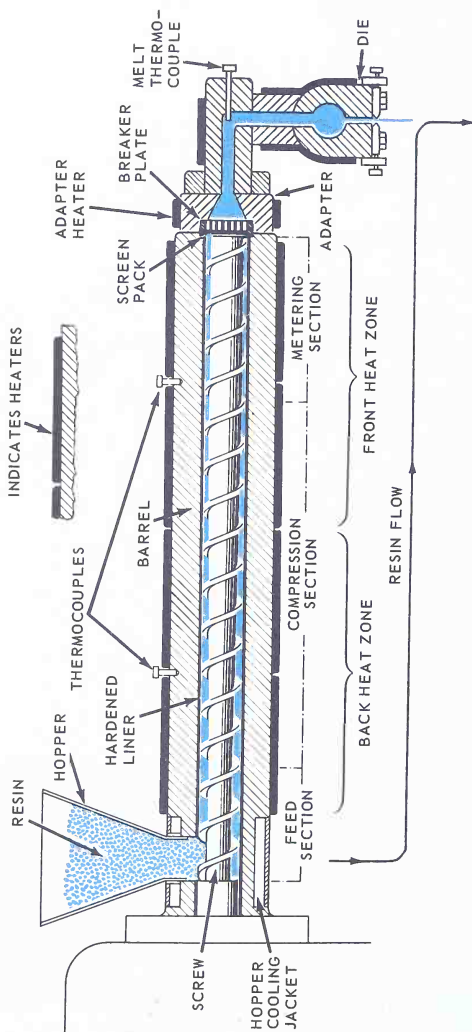 INDICATES HEATERS
RESIN
HOPPER
THERMOCOUPLES
ADAPTER
HEATER
BREAKER
PLATE
MELT
THERMO-
COUPLE
HARDENED
LINER
BARREL
SCREEN
PACK
ADAPTER
DIE
SCREW
HOPPER
COOLING
JACKET
FEED
SECTION
COMPRESSION
SECTION
METERING
SECTION
BACK HEAT ZONE
FRONT HEAT ZONE
RESIN FLOW